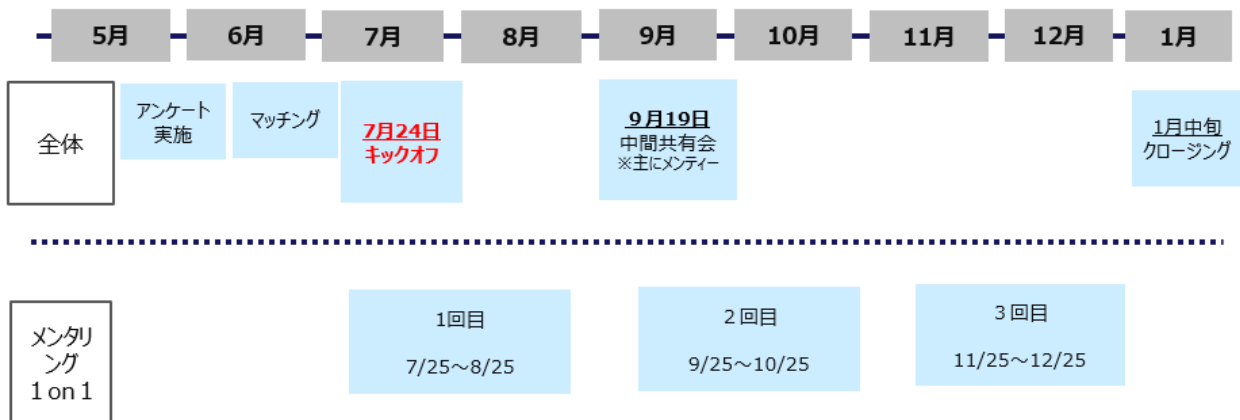 5月 6月 7月 8月 9月 10月 11月 12月 1月
全体
アンケート
実施
マッチング
7月24日
キックオフ
9月19日
中間共有会
※主にメンティー
1月中旬
クロージング
メンタリ
ング
1 on 1
1回目
7/25～8/25
2回目
9/25～10/25
3回目
11/25～12/25